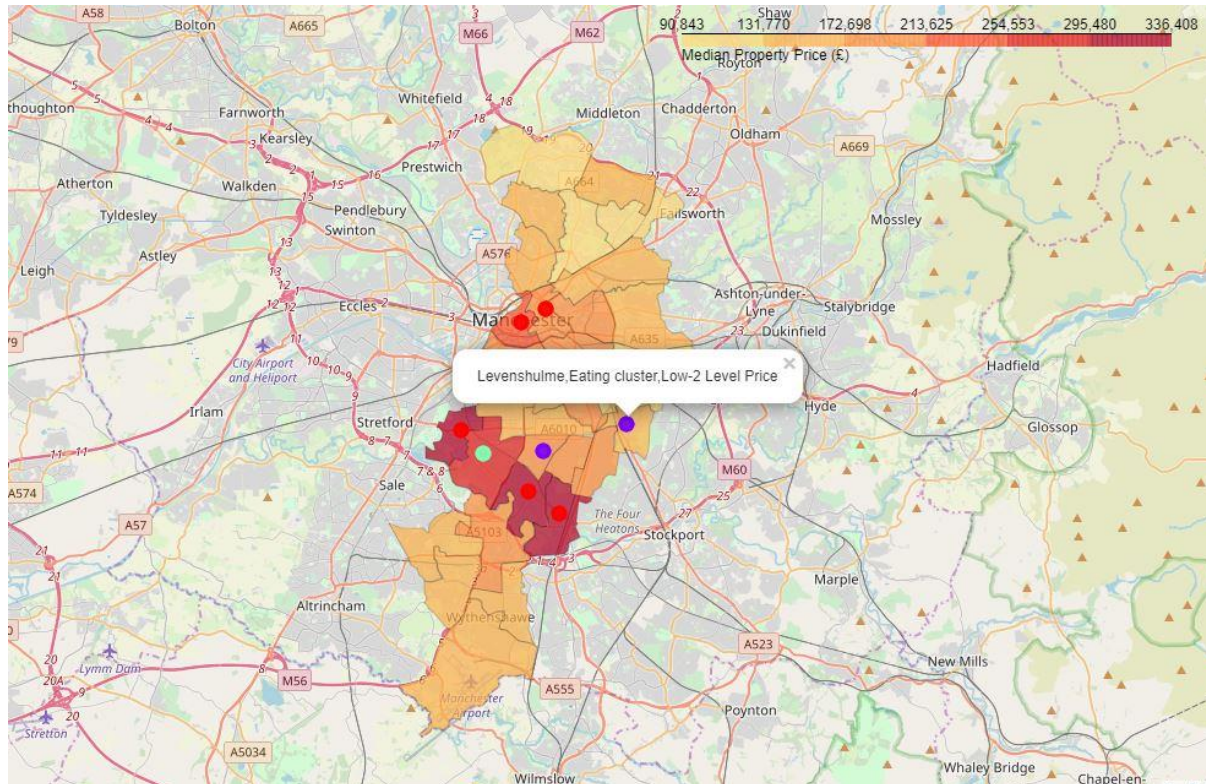 A58
Bolton
A665
M66
M62
Shaw
90,843 131,770 172,698 213,625 254,553 295,480 336,408
Median Property Price (£)
Royton
thoughton
Farnworth
Whitefield
Middleton
Chadderton
Oldham
Kearsley
Prestwich
A669
Atherton
Walkden
A664
Tyldesley
Pendlebury
Swinton
Failsworth
Mossley
Astley
A576
Leigh
Eccles
Manchester
Ashton-under-
Lyne
Stalybridge
Dukinfield
A635
City Airport
and Heliport
Hadfield
Levenshulme,Eating cluster,Low-2 Level Price
×
Irlam
Stretford
Hyde
Glossop
A6010
M60
Sale
A574
A57
The Four
Heatons
Stockport
A5103
Marple
Altrincham
Wythenshawe
A523
Lymm Dam
M56
New Mills
Manchester
Airport
A555
Poynton
Stretton
A5034
Wilmslow
Whaley Bridge
Chapel-en-